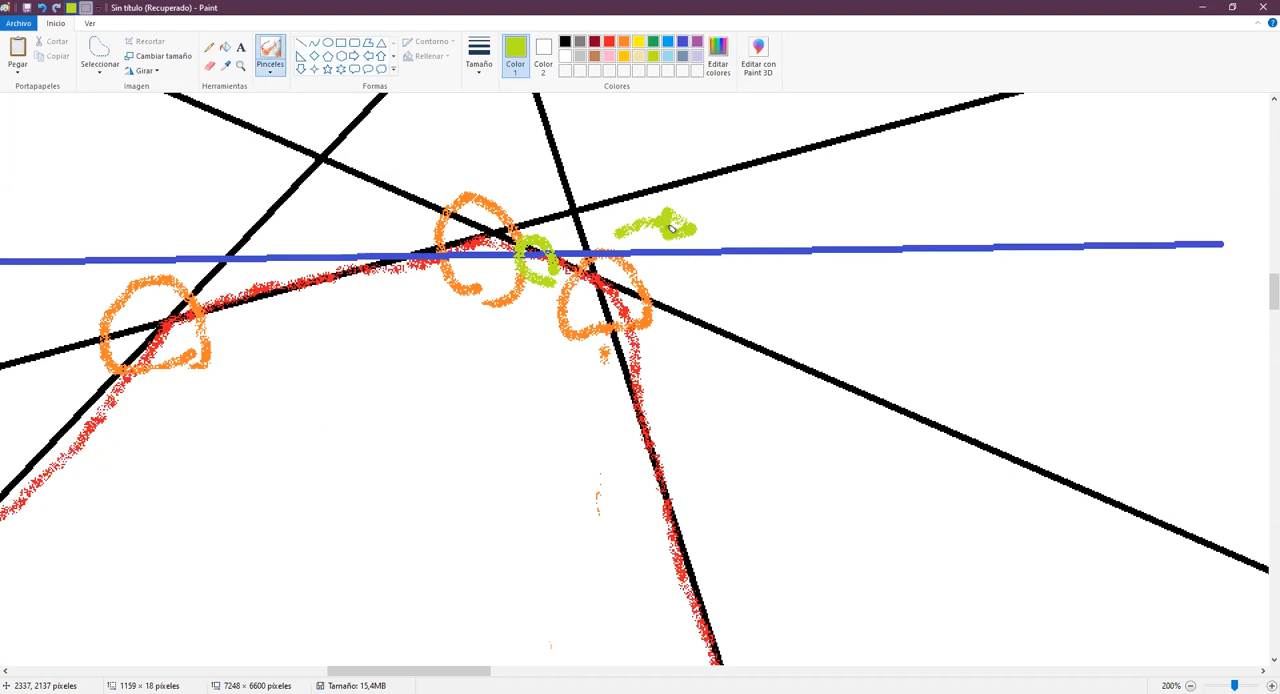 Sin título (Recuperado) - Paint
Archivo Inicio Ver
Pegar Cortar Copiar Seleccionar Recortar Cambiar tamaño Girar A Pinceles Contorno Rellenar Tamaño Color 1 Color 2 Editar colores Editar con Paint 3D
Portapapeles Imagen Herramientas Formas Colores
2337, 2137 píxeles 1159 × 18 píxeles 7248 × 6600 píxeles Tamaño: 15,4MB 200%